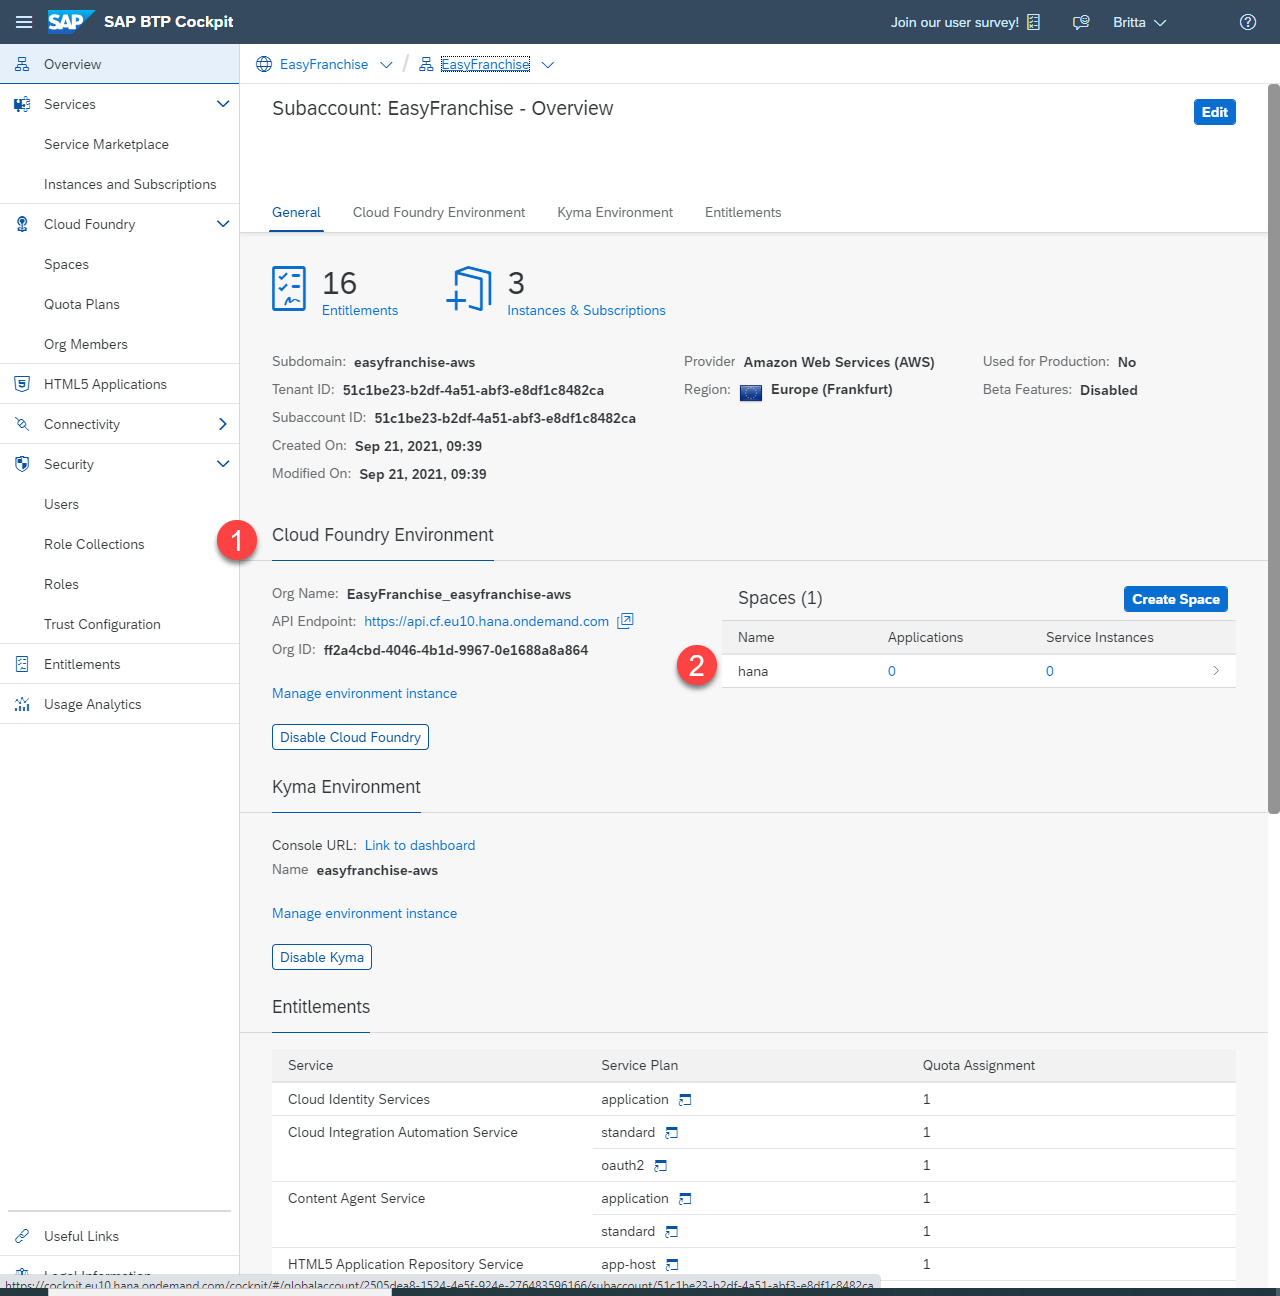 SAP SAP BTP Cockpit Join our user survey! Britta
Overview
Services
Service Marketplace
Instances and Subscriptions
Cloud Foundry
Spaces
Quota Plans
Org Members
HTML5 Applications
Connectivity
Security
Users
Role Collections
Roles
Trust Configuration
Entitlements
Usage Analytics
Useful Links
Legal Information
EasyFranchise / EasyFranchise
Subaccount: EasyFranchise - Overview
Edit
General Cloud Foundry Environment Kyma Environment Entitlements
16 Entitlements
3 Instances & Subscriptions
Subdomain: easyfranchise-aws
Tenant ID: 51c1be23-b2df-4a51-abf3-e8df1c8482ca
Subaccount ID: 51c1be23-b2df-4a51-abf3-e8df1c8482ca
Created On: Sep 21, 2021, 09:39
Modified On: Sep 21, 2021, 09:39
Provider Amazon Web Services (AWS)
Region: Europe (Frankfurt)
Used for Production: No
Beta Features: Disabled
1
Cloud Foundry Environment
Org Name: EasyFranchise_easyfranchise-aws
API Endpoint: https://api.cf.eu10.hana.ondemand.com
Org ID: ff2a4cbd-4046-4b1d-9967-0e1688a8a864
Manage environment instance
Disable Cloud Foundry
Spaces (1)
Create Space
Name Applications Service Instances
2
hana 0 0
Kyma Environment
Console URL: Link to dashboard
Name easyfranchise-aws
Manage environment instance
Disable Kyma
Entitlements
Service Service Plan Quota Assignment
Cloud Identity Services application 1
Cloud Integration Automation Service standard 1
oauth2 1
Content Agent Service application 1
standard 1
HTML5 Application Repository Service app-host 1
https://cockpit.eu10.hana.ondemand.com/cockpit/#/globalaccount/2505dea8-1524-4e5f-924e-276483596166/subaccount/51c1be23-b2df-4a51-abf3-e8df1c8482ca